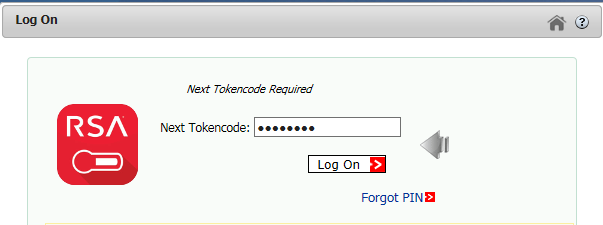 Log On
Next Tokencode Required
RSA
Next Tokencode: ••••••••
Log On
Forgot PIN